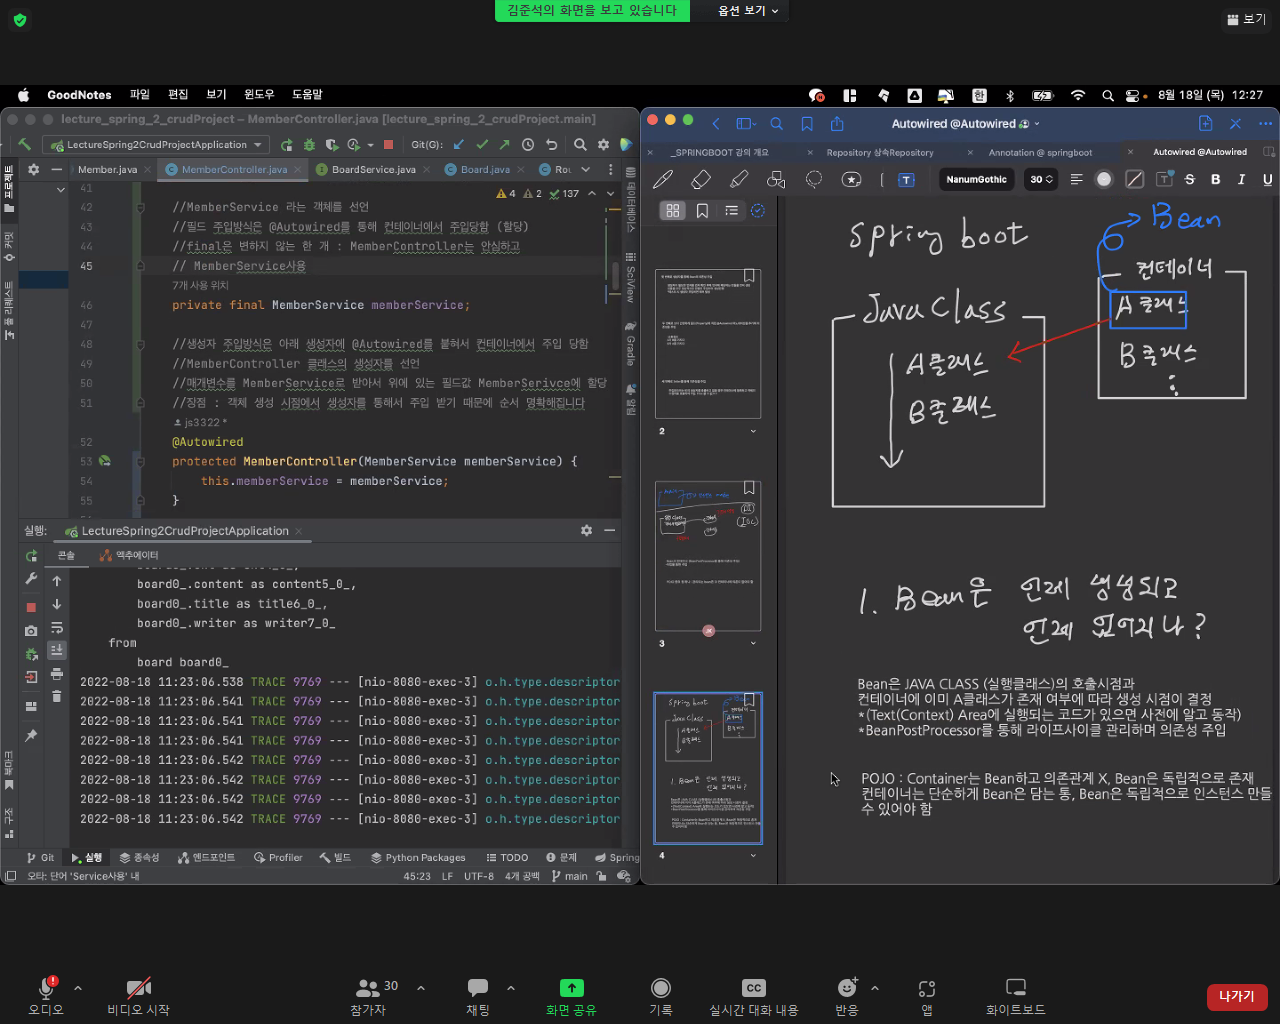 김준석의 화면을 보고 있습니다
옵션 보기
보기
GoodNotes 파일 편집 보기 윈도우 도움말
한
8월 18일 (목) 12:27
lecture_spring_2_crudProject – MemberController.java [lecture_spring_2_crudProject.main]
LectureSpring2CrudProjectApplication
Git(G):
Member.java
MemberController.java
BoardService.java
Board.java
Rou
4 2 137
41
42 //MemberService 라는 객체를 선언
43 //필드 주입방식은 @Autowired를 통해 컨테이너에서 주입당함 (할당)
44 //final은 변하지 않는 한 개 : MemberController는 안심하고
45 // MemberService사용
7개 사용 위치
46 private final MemberService memberService;
47
48 //생성자 주입방식은 아래 생성자에 @Autowired를 붙혀서 컨테이너에서 주입 당함
49 //MemberController 클래스의 생성자를 선언
50 //매개변수를 MemberService로 받아서 위에 있는 필드값 MemberSerivce에 할당
51 //장점 : 객체 생성 시점에서 생성자를 통해서 주입 받기 때문에 순서 명확해집니다
js3322 *
52 @Autowired
53 protected MemberController(MemberService memberService) {
54 this.memberService = memberService;
55 }
프로젝트
커밋
풀 리퀘스트
북마크
구조
데이터베이스
SciView
Gradle
알림
실행: LectureSpring2CrudProjectApplication
콘솔 액추에이터
board0_.content as content5_0_,
board0_.title as title6_0_,
board0_.writer as writer7_0_
from
board board0_
2022-08-18 11:23:06.538 TRACE 9769 --- [nio-8080-exec-3] o.h.type.descriptor
2022-08-18 11:23:06.541 TRACE 9769 --- [nio-8080-exec-3] o.h.type.descriptor
2022-08-18 11:23:06.541 TRACE 9769 --- [nio-8080-exec-3] o.h.type.descriptor
2022-08-18 11:23:06.541 TRACE 9769 --- [nio-8080-exec-3] o.h.type.descriptor
2022-08-18 11:23:06.542 TRACE 9769 --- [nio-8080-exec-3] o.h.type.descriptor
2022-08-18 11:23:06.542 TRACE 9769 --- [nio-8080-exec-3] o.h.type.descriptor
2022-08-18 11:23:06.542 TRACE 9769 --- [nio-8080-exec-3] o.h.type.descriptor
2022-08-18 11:23:06.542 TRACE 9769 --- [nio-8080-exec-3] o.h.type.descriptor
Git 실행 종속성 엔드포인트 Profiler 빌드 Python Packages TODO 문제 Spring
오타: 단어 'Service사용' 내
45:23 LF UTF-8 4개 공백 main
Autowired @Autowired
_SPRINGBOOT 강의 개요
Repository 상속Repository
Annotation @ springboot
Autowired @Autowired
NanumGothic 30
S B I U
2
3
4
spring boot
Bean
컨테이너
A 클래스
B 클래스
Java Class
A클래스
B클래스
1. Bean은 언제 생성되고
언제 없어지나?
Bean은 JAVA CLASS (실행클래스)의 호출시점과
컨테이너에 이미 A클래스가 존재 여부에 따라 생성 시점이 결정
*(Text(Context) Area에 실행되는 코드가 있으면 사전에 알고 동작)
*BeanPostProcessor를 통해 라이프사이클 관리하며 의존성 주입
POJO : Container는 Bean하고 의존관계 X, Bean은 독립적으로 존재
컨테이너는 단순하게 Bean은 담는 통, Bean은 독립적으로 인스턴스 만들
수 있어야 함
오디오
비디오 시작
참가자 30
채팅
화면 공유
기록
CC
실시간 대화 내용
반응
앱
화이트보드
나가기